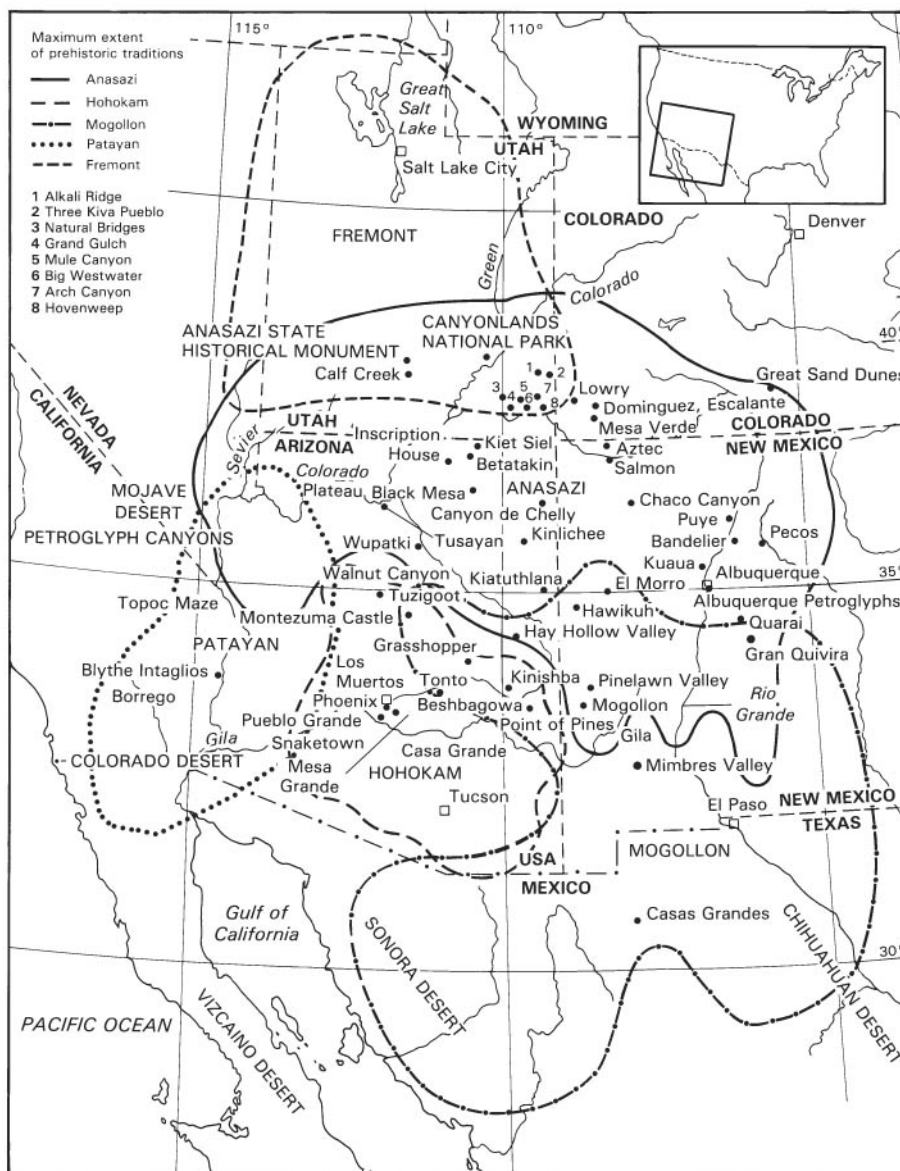 115°
110°
Maximum extent
of prehistoric traditions
Anasazi
Hohokam
Mogollon
Patayan
Fremont
1 Alkali Ridge
2 Three Kiva Pueblo
3 Natural Bridges
4 Grand Gulch
5 Mule Canyon
6 Big Westwater
7 Arch Canyon
8 Hovenweep
Great
Salt
Lake
WYOMING
UTAH
Salt Lake City
COLORADO
Denver
FREMONT
Green
Colorado
40°
ANASAZI STATE
HISTORICAL MONUMENT
CANYONLANDS
NATIONAL PARK
Calf Creek
1
2
3
4
5
6
7
8
Lowry
Great Sand Dunes
Dominguez, Escalante
Mesa Verde
NEVADA
CALIFORNIA
UTAH
ARIZONA
COLORADO
NEW MEXICO
Sevier
Inscription
House
Kiet Siel
Betatakin
Aztec
Salmon
Colorado
Plateau
Black Mesa
ANASAZI
Chaco Canyon
MOJAVE
DESERT
Canyon de Chelly
Puye
PETROGLYPH CANYONS
Wupatki
Tusayan
Kinlichee
Bandelier
Pecos
Kuaua
Walnut Canyon
Kiatuthlana
El Morro
Albuquerque
35°
Topoc Maze
Tuzigoot
Hawikuh
Albuquerque Petroglyphs
Montezuma Castle
Hay Hollow Valley
Quarai
PATAYAN
Grasshopper
Gran Quivira
Blythe Intaglios
Los
Muertos
Tonto
Kinishba
Pinelawn Valley
Borrego
Phoenix
Beshbagowa
Mogollon
Rio
Grande
Pueblo Grande
Point of Pines
Gila
Gila
Snaketown
Casa Grande
COLORADO DESERT
Mesa
Grande
HOHOKAM
Mimbres Valley
Tucson
El Paso
NEW MEXICO
TEXAS
USA
MEXICO
MOGOLLON
Gulf of
California
SONORA DESERT
Casas Grandes
CHIHUAHUAN DESERT
30°
PACIFIC OCEAN
VIZCAINO DESERT